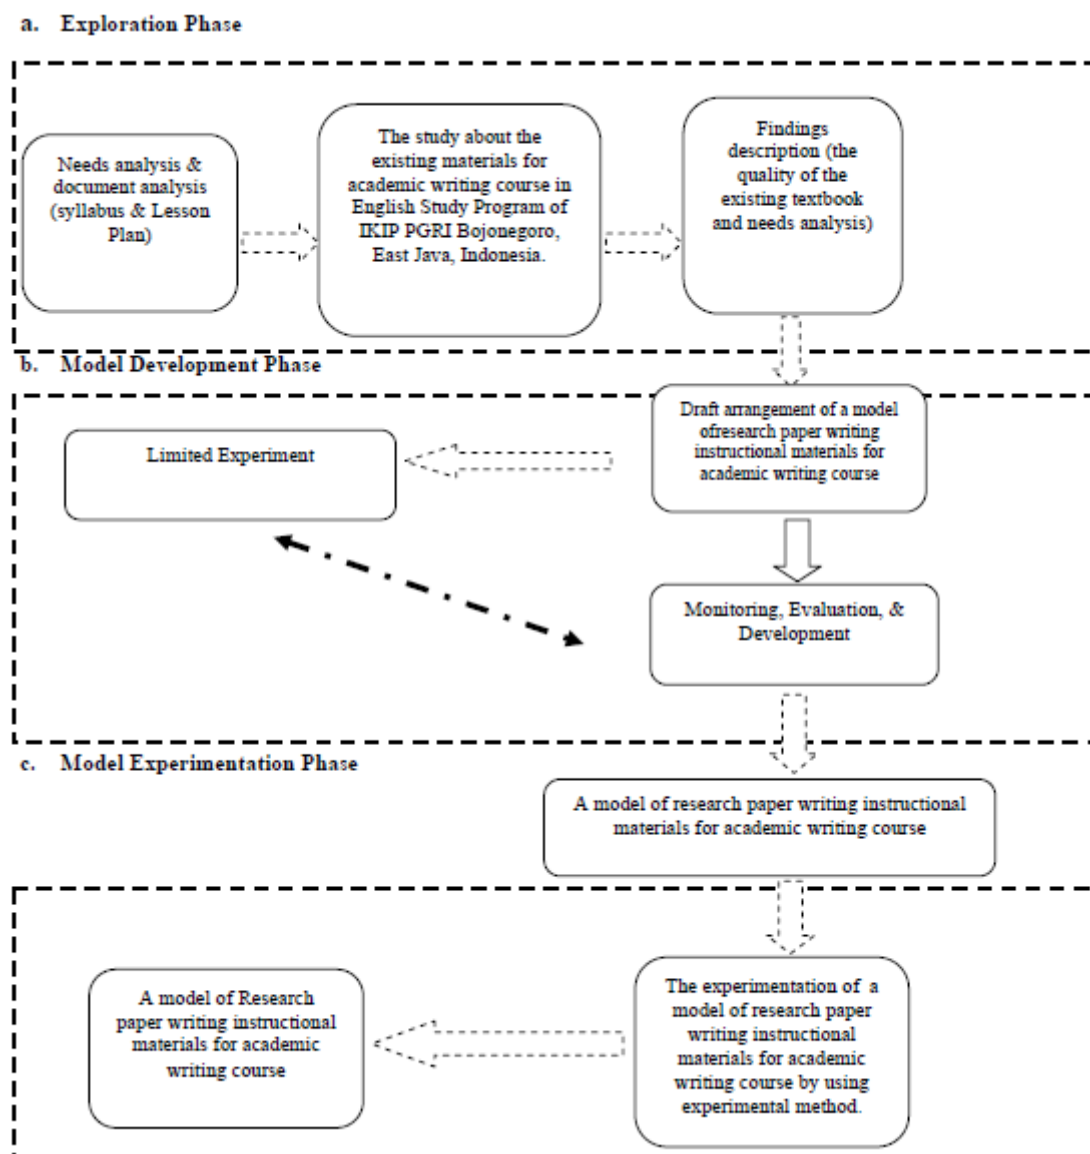 a. Exploration Phase
Needs analysis &
document analysis
(syllabus & Lesson
Plan)
The study about the
existing materials for
academic writing course in
English Study Program of
IKIP PGRI Bojonegoro,
East Java, Indonesia.
Findings
description (the
quality of the
existing textbook
and needs analysis)
b. Model Development Phase
Limited Experiment
Draft arrangement of a model
ofresearch paper writing
instructional materials for
academic writing course
Monitoring, Evaluation, &
Development
c. Model Experimentation Phase
A model of research paper writing instructional
materials for academic writing course
A model of Research
paper writing instructional
materials for academic
writing course
The experimentation of a
model of research paper
writing instructional
materials for academic
writing course by using
experimental method.